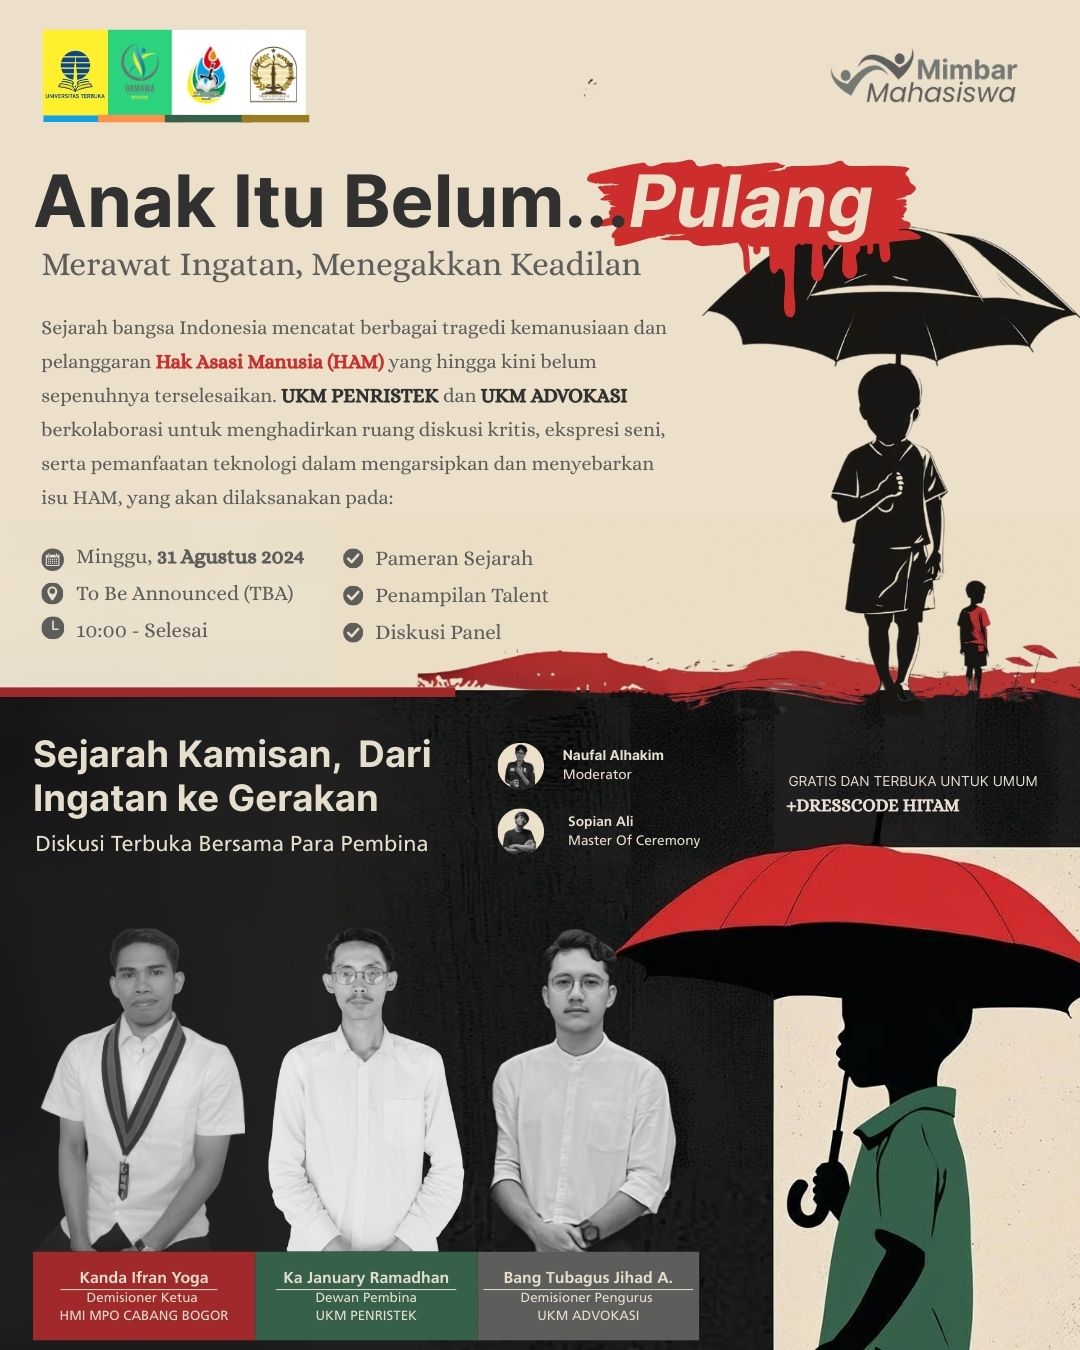 UNIVERSITAS TERBUKA
ORMAWA
BOGOR
Mimbar
Mahasiswa
Anak Itu Belum...Pulang
Merawat Ingatan, Menegakkan Keadilan
Sejarah bangsa Indonesia mencatat berbagai tragedi kemanusiaan dan
pelanggaran Hak Asasi Manusia (HAM) yang hingga kini belum
sepenuhnya terselesaikan. UKM PENRISTEK dan UKM ADVOKASI
berkolaborasi untuk menghadirkan ruang diskusi kritis, ekspresi seni,
serta pemanfaatan teknologi dalam mengarsipkan dan menyebarkan
isu HAM, yang akan dilaksanakan pada:
Minggu, 31 Agustus 2024
To Be Announced (TBA)
10:00 - Selesai
Pameran Sejarah
Penampilan Talent
Diskusi Panel
Sejarah Kamisan, Dari
Ingatan ke Gerakan
Diskusi Terbuka Bersama Para Pembina
Naufal Alhakim
Moderator
Sopian Ali
Master Of Ceremony
GRATIS DAN TERBUKA UNTUK UMUM
+DRESSCODE HITAM
Kanda Ifran Yoga
Demisioner Ketua
HMI MPO CABANG BOGOR
Ka January Ramadhan
Dewan Pembina
UKM PENRISTEK
Bang Tubagus Jihad A.
Demisioner Pengurus
UKM ADVOKASI